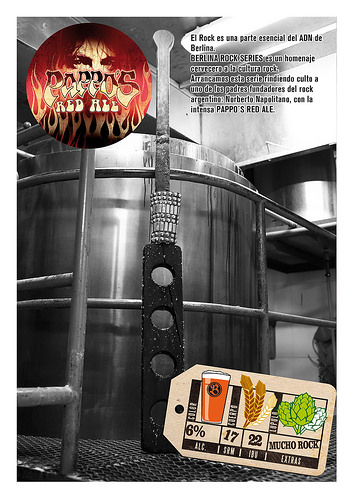 El Rock es una parte esencial del ADN de
Berlina.
BERLINA ROCK SERIES es un homenaje
cervecero a la cultura rock.
Arrancamos esta serie rindiendo culto a
uno de los padres fundadores del rock
argentino: Norberto Napolitano, con la
intensa PAPPO´S RED ALE.
PAPPO'S
RED ALE
COLOR
CUERPO
6%
17
22
MUCHO ROCK
ALC.
SRM
IBU
EXTRAS